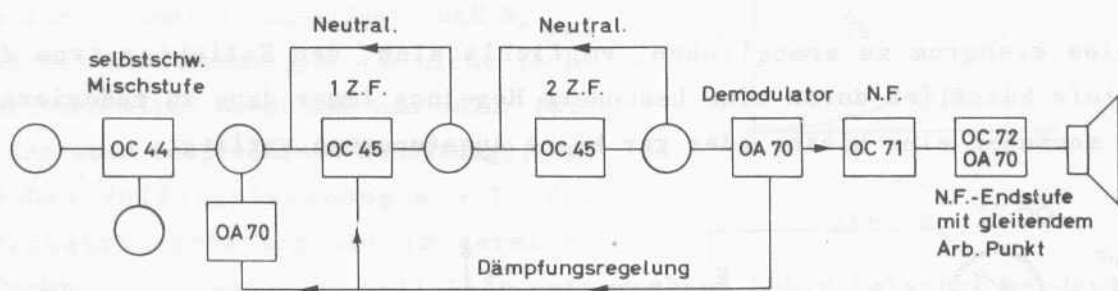 Neutral.
Neutral.
selbstschw.
Mischstufe
1 Z.F.
2 Z.F.
Demodulator
N.F.
OC 44
OC 45
OC 45
OA 70
OC 71
OC 72
OA 70
OA 70
N.F.-Endstufe
mit gleitendem
Arb. Punkt
Dämpfungsregelung